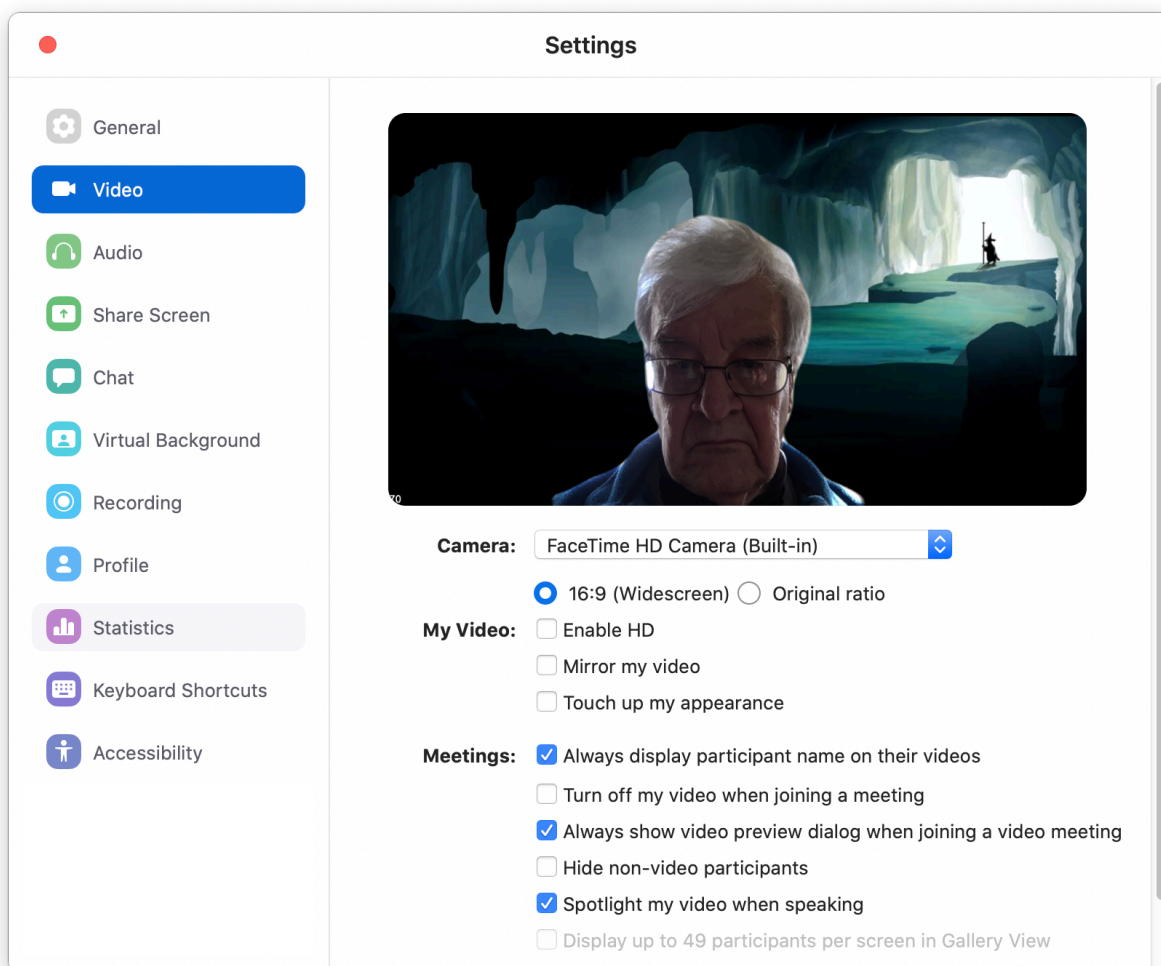 Settings
General
Video
Audio
Share Screen
Chat
Virtual Background
Recording
Profile
Statistics
Keyboard Shortcuts
Accessibility
70
Camera: FaceTime HD Camera (Built-in)
16:9 (Widescreen) Original ratio
My Video: Enable HD
Mirror my video
Touch up my appearance
Meetings: Always display participant name on their videos
Turn off my video when joining a meeting
Always show video preview dialog when joining a video meeting
Hide non-video participants
Spotlight my video when speaking
Display up to 49 participants per screen in Gallery View